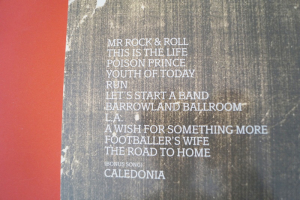 MR ROCK & ROLL
THIS IS THE LIFE
POISON PRINCE
YOUTH OF TODAY
RUN
LET'S START A BAND
BARROWLAND BALLROOM
L.A.
A WISH FOR SOMETHING MORE
FOOTBALLER'S WIFE
THE ROAD TO HOME
BONUS SONG:
CALEDONIA